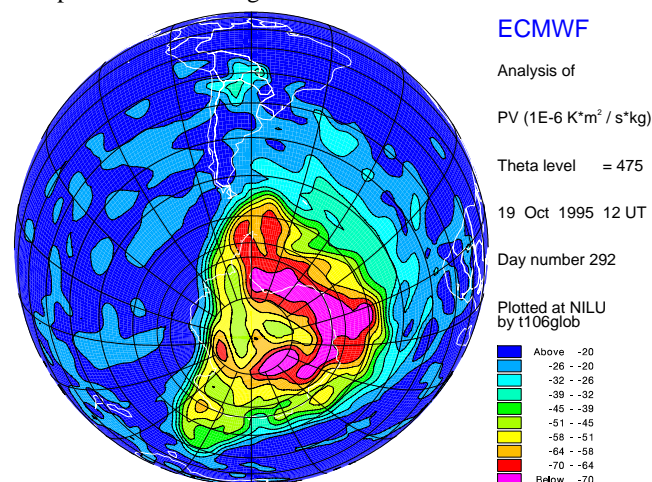 ECMWF
Analysis of
PV (1E-6 K*m² / s*kg)
Theta level = 475
19 Oct 1995 12 UT
Day number 292
Plotted at NILU
by t106glob
Above -20
-26 - -20
-32 - -26
-39 - -32
-45 - -39
-51 - -45
-58 - -51
-64 - -58
-70 - -64
Below -70